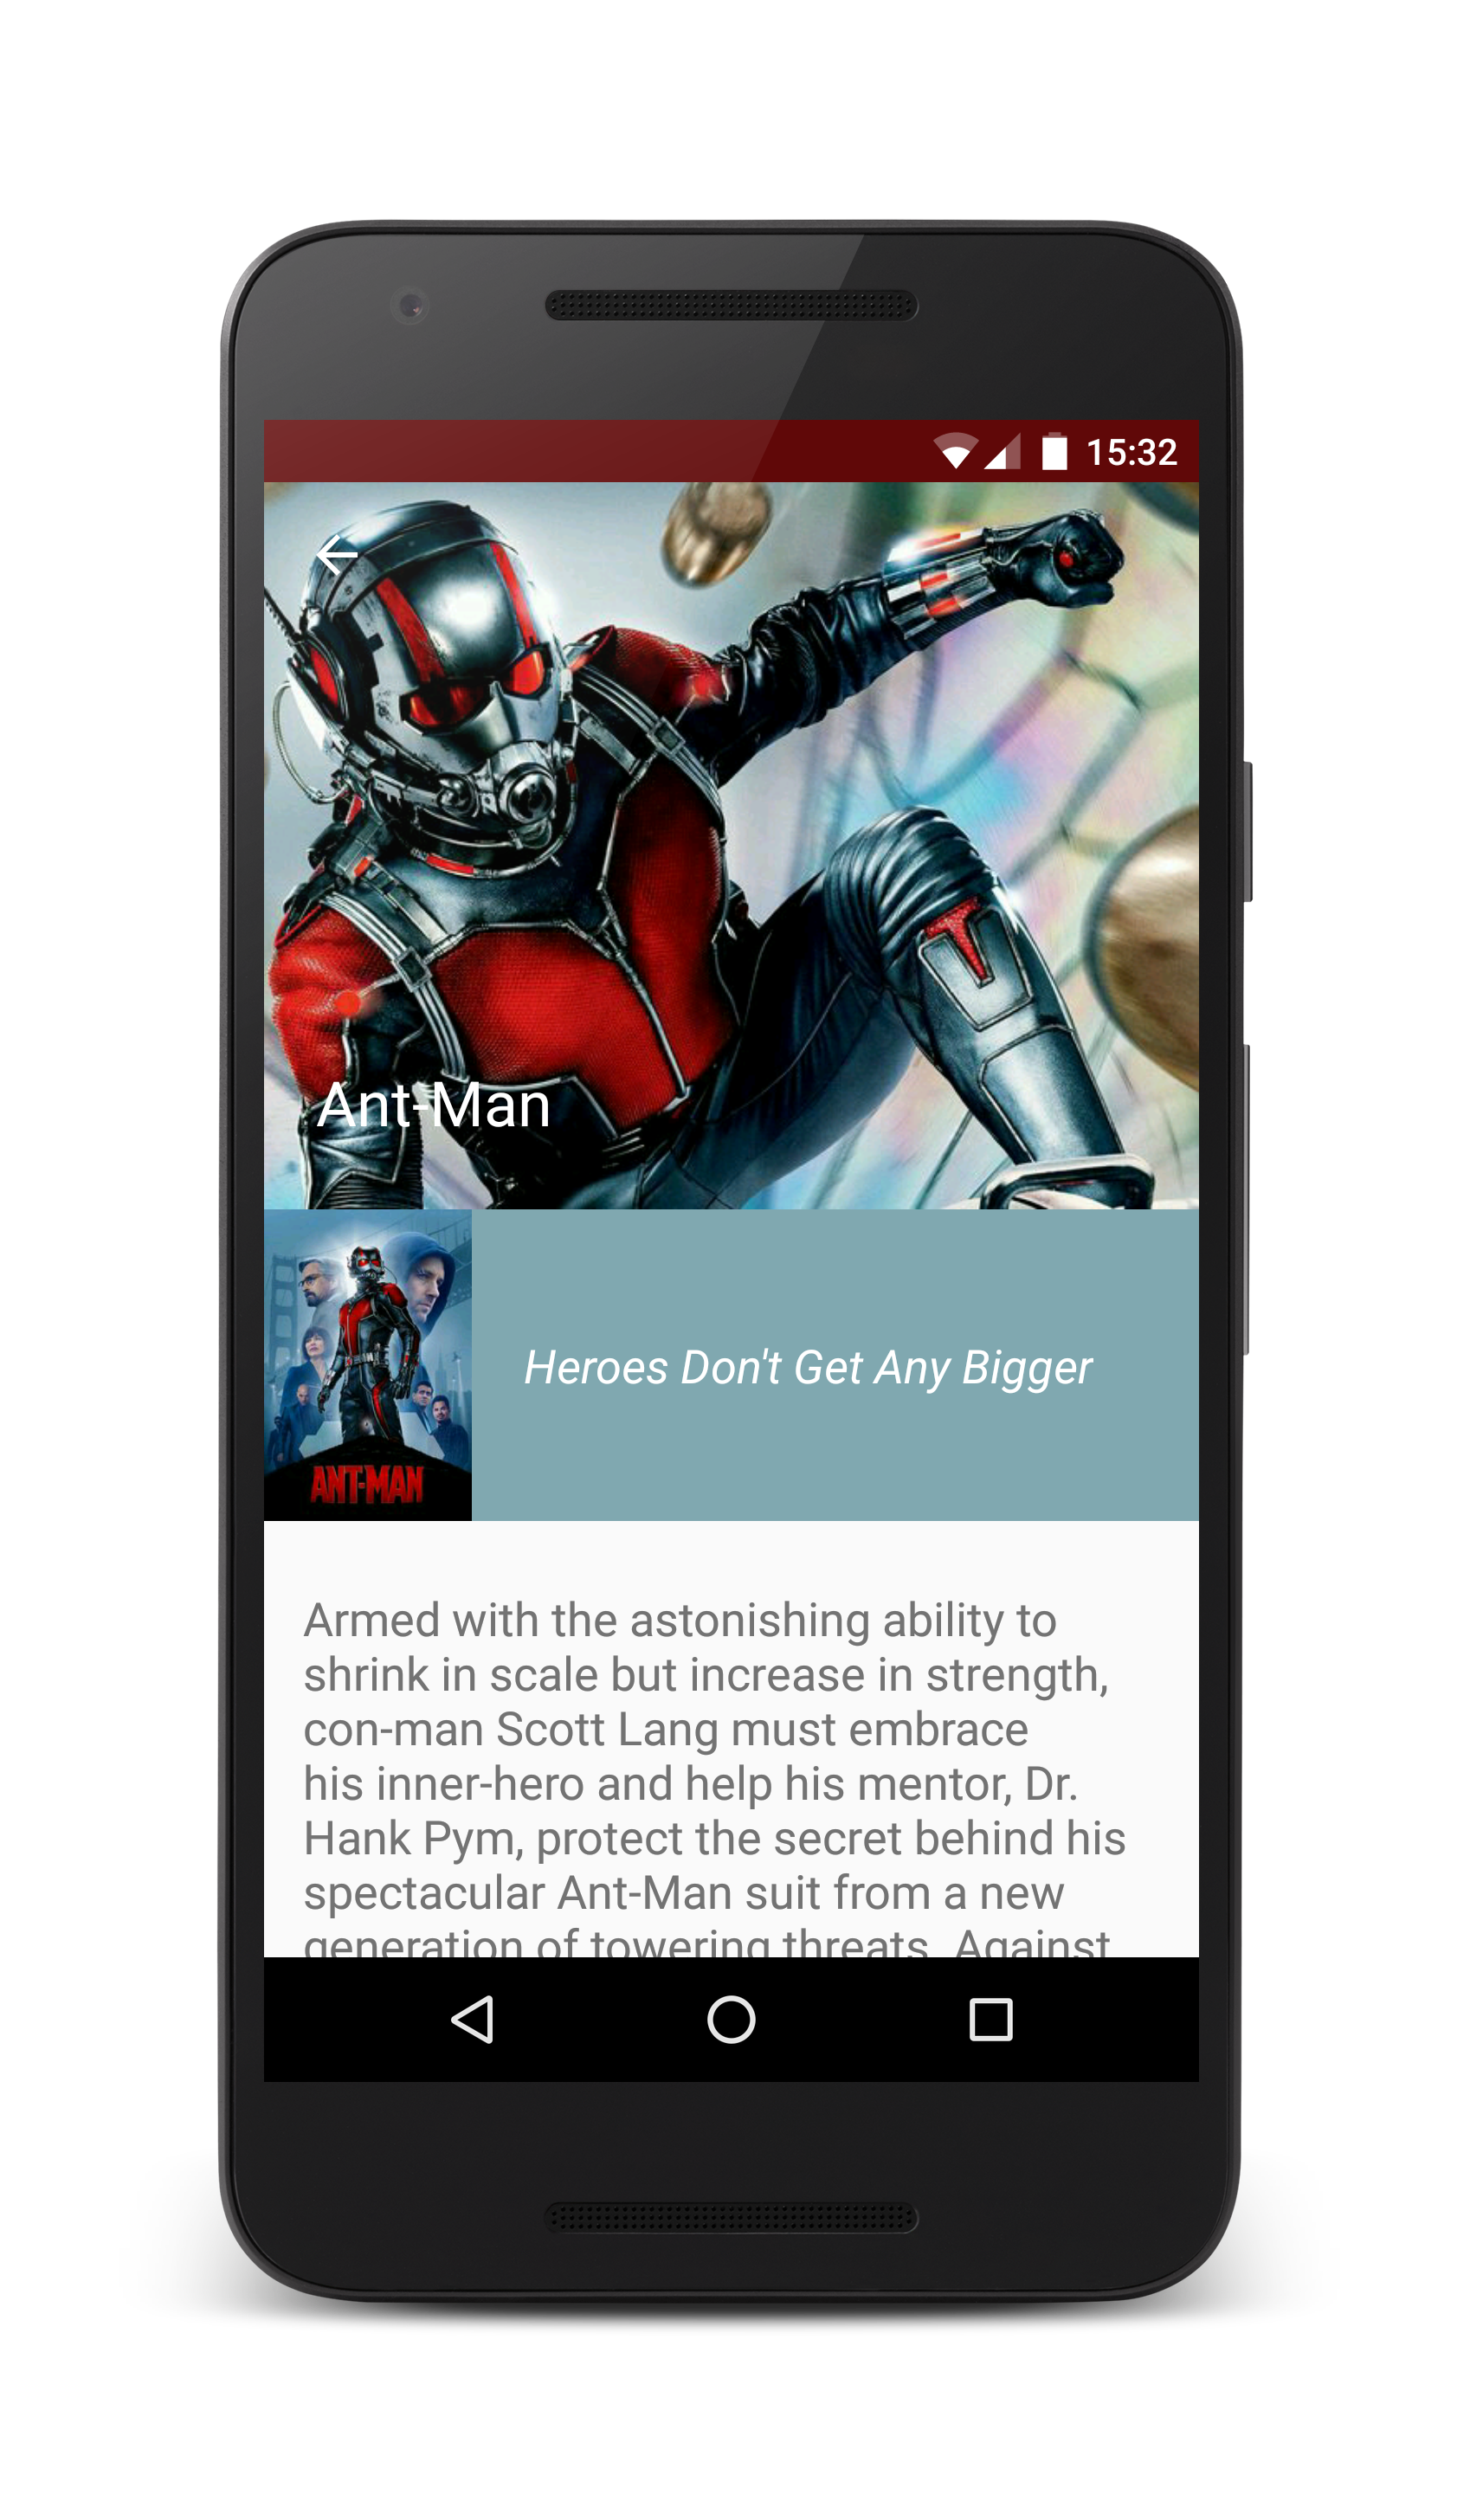 15:32
Ant-Man
ANT-MAN
Heroes Don't Get Any Bigger
Armed with the astonishing ability to
shrink in scale but increase in strength,
con-man Scott Lang must embrace
his inner-hero and help his mentor, Dr.
Hank Pym, protect the secret behind his
spectacular Ant-Man suit from a new
generation of towering threats. Against